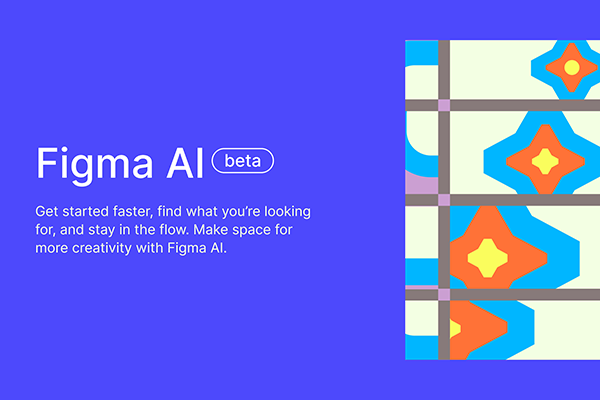 Figma AI beta
Get started faster, find what you’re looking
for, and stay in the flow. Make space for
more creativity with Figma AI.